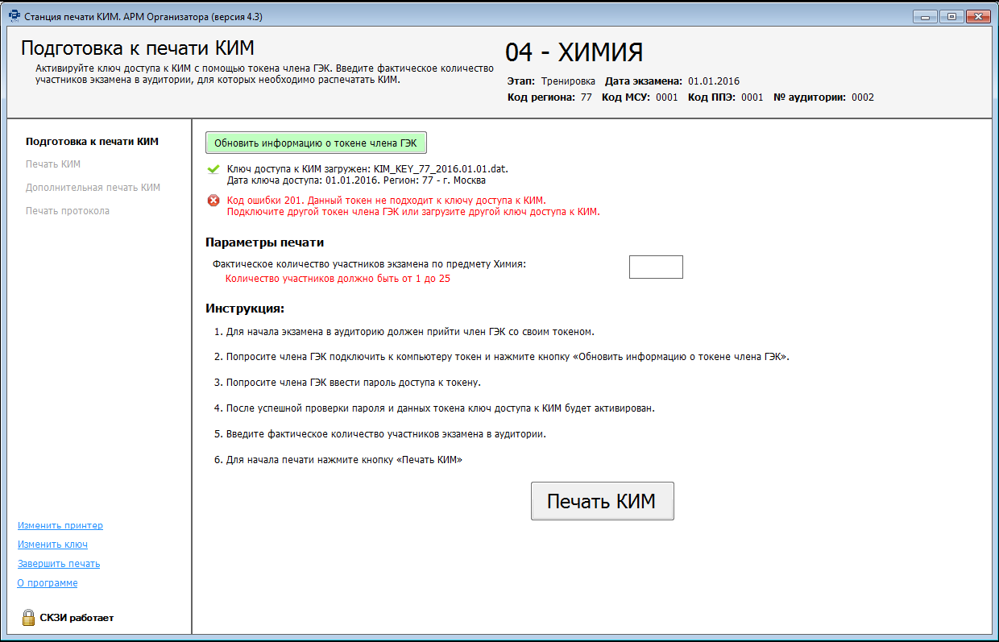 Станция печати КИМ. АРМ Организатора (версия 4.3)
Подготовка к печати КИМ
Активируйте ключ доступа к КИМ с помощью токена члена ГЭК. Введите фактическое количество
участников экзамена в аудитории, для которых необходимо распечатать КИМ.
04 - ХИМИЯ
Этап: Тренировка Дата экзамена: 01.01.2016
Код региона: 77 Код МСУ: 0001 Код ППЭ: 0001 № аудитории: 0002
Подготовка к печати КИМ
Печать КИМ
Дополнительная печать КИМ
Печать протокола
Обновить информацию о токене члена ГЭК
Ключ доступа к КИМ загружен: KIM_KEY_77_2016.01.01.dat.
Дата ключа доступа: 01.01.2016. Регион: 77 - г. Москва
Код ошибки 201. Данный токен не подходит к ключу доступа к КИМ.
Подключите другой токен члена ГЭК или загрузите другой ключ доступа к КИМ.
Параметры печати
Фактическое количество участников экзамена по предмету Химия:
Количество участников должно быть от 1 до 25
Инструкция:
1. Для начала экзамена в аудиторию должен прийти член ГЭК со своим токеном.
2. Попросите члена ГЭК подключить к компьютеру токен и нажмите кнопку «Обновить информацию о токене члена ГЭК».
3. Попросите члена ГЭК ввести пароль доступа к токену.
4. После успешной проверки пароля и данных токена ключ доступа к КИМ будет активирован.
5. Введите фактическое количество участников экзамена в аудитории.
6. Для начала печати нажмите кнопку «Печать КИМ»
Печать КИМ
Изменить принтер
Изменить ключ
Завершить печать
О программе
СКЗИ работает